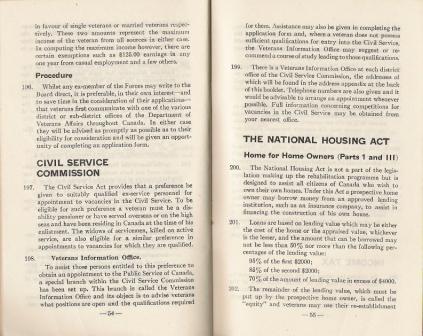 in favour of single veterans or married veterans respec-
tively. These two amounts represent the maximum
income of the veteran from all sources in either case.
In computing the maximum income however, there are
certain exemptions such as $125.00 earnings in any
one year from casual employment and a few others.
Procedure
196. Whilst any ex-member of the Forces may write to the
Board direct, it is preferable, in their own interest—and
to save time in the consideration of their applications—
that veterans first communicate with one of the various
district or sub-district offices of the Department of
Veterans Affairs throughout Canada. In either case
they will be advised as promptly as possible as to their
eligibility for consideration and will be given an opport-
unity of completing an application form.
CIVIL SERVICE
COMMISSION
197. The Civil Service Act provides that a preference be
given to suitably qualified ex-service personnel for
appointment to vacancies in the Civil Service. To be
eligible for such preference a veteran must be a dis-
ability pensioner or have served overseas or on the high
seas and have been residing in Canada at the time of his
enlistment. The widows of servicemen, killed on active
service, are also eligible for a similar preference in
appointments to vacancies for which they are qualified.
198. Veterans Information Office.
To assist those persons entitled to this preference to
obtain an appointment to the Public Service of Canada,
a special branch within the Civil Service Commission
has been set up. This branch is called the Veterans
Information Office and its object is to advise veterans
what positions are open and the qualifications required
—54—
for them. Assistance may also be given in completing the
application form and, where a veteran does not possess
sufficient qualifications for entry into the Civil Service,
the Veterans Information Office may suggest or re-
commend a course of study leading to those qualifications.
199. There is a Veterans Information Office at each district
office of the Civil Service Commission, the addresses of
which will be found in the address appendix at the back
of this booklet. Telephone numbers are also given and it
would be advisable to arrange an appointment whenever
possible. Full information concerning competitions for
vacancies in the Civil Service may be obtained from
your nearest office.
THE NATIONAL HOUSING ACT
Home for Home Owners (Parts I and III)
200. The National Housing Act is not a part of the legis-
lation making up the rehabilitation programme but is
designed to assist all citizens of Canada who wish to
own their own homes. Under this Act a prospective home
owner may borrow money from an approved lending
institution, such as an insurance company, to assist in
financing the construction of his own home.
201. Loans are based on lending value which may be either
the cost of the home or the appraised value, whichever
is the lesser, and the amount that can be borrowed may
not be less than 50% nor more than the following per-
centages of the lending value:
95% of the first $2000;
85% of the second $2000;
70% of the amount of lending value in excess of $4000.
202. The remainder of the lending value, which must be
put up by the prospective home owner, is called the
"equity" and veterans may use their re-establishment
—55—